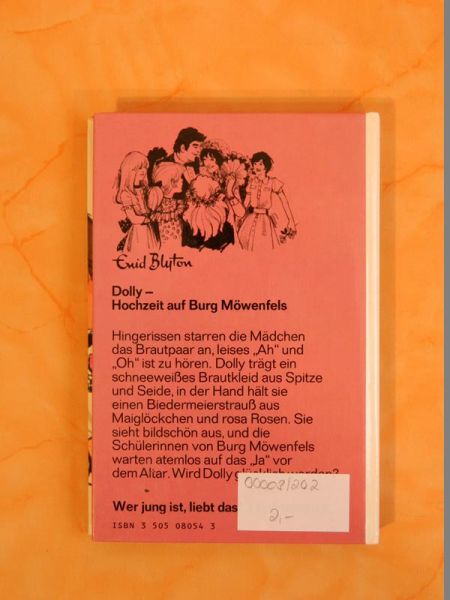 Enid Blyton
Dolly –
Hochzeit auf Burg Möwenfels
Hingerissen starren die Mädchen
das Brautpaar an, leises „Ah“ und
„Oh“ ist zu hören. Dolly trägt ein
schneeweißes Brautkleid aus Spitze
und Seide, in der Hand hält sie
einen Biedermeierstrauß aus
Maiglöckchen und rosa Rosen. Sie
sieht bildschön aus, und die
Schülerinnen von Burg Möwenfels
warten atemlos auf das „Ja“ vor
dem Altar. Wird Dolly glücklich werden?
00008/202
Wer jung ist, liebt das
2,-
ISBN 3 505 08054 3